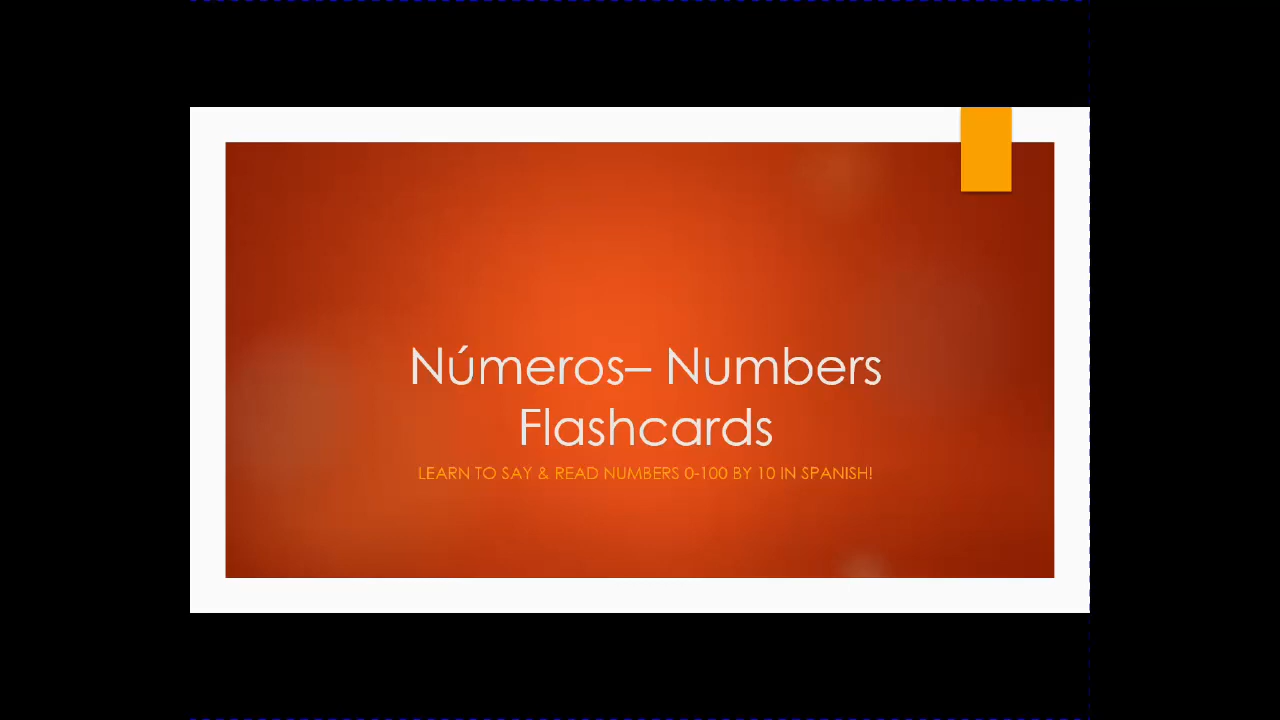 Números– Numbers
Flashcards
LEARN TO SAY & READ NUMBERS 0-100 BY 10 IN SPANISH!